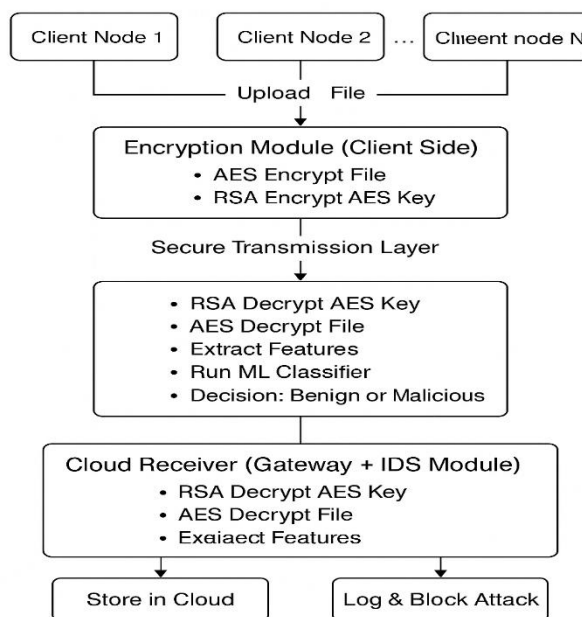 Client Node 1
Client Node 2
...
Clıeent node N
Upload File
Encryption Module (Client Side)
• AES Encrypt File
• RSA Encrypt AES Key
Secure Transmission Layer
• RSA Decrypt AES Key
• AES Decrypt File
• Extract Features
• Run ML Classifier
• Decision: Benign or Malicious
Cloud Receiver (Gateway + IDS Module)
• RSA Decrypt AES Key
• AES Decrypt File
• Features
Store in Cloud
Log & Block Attack